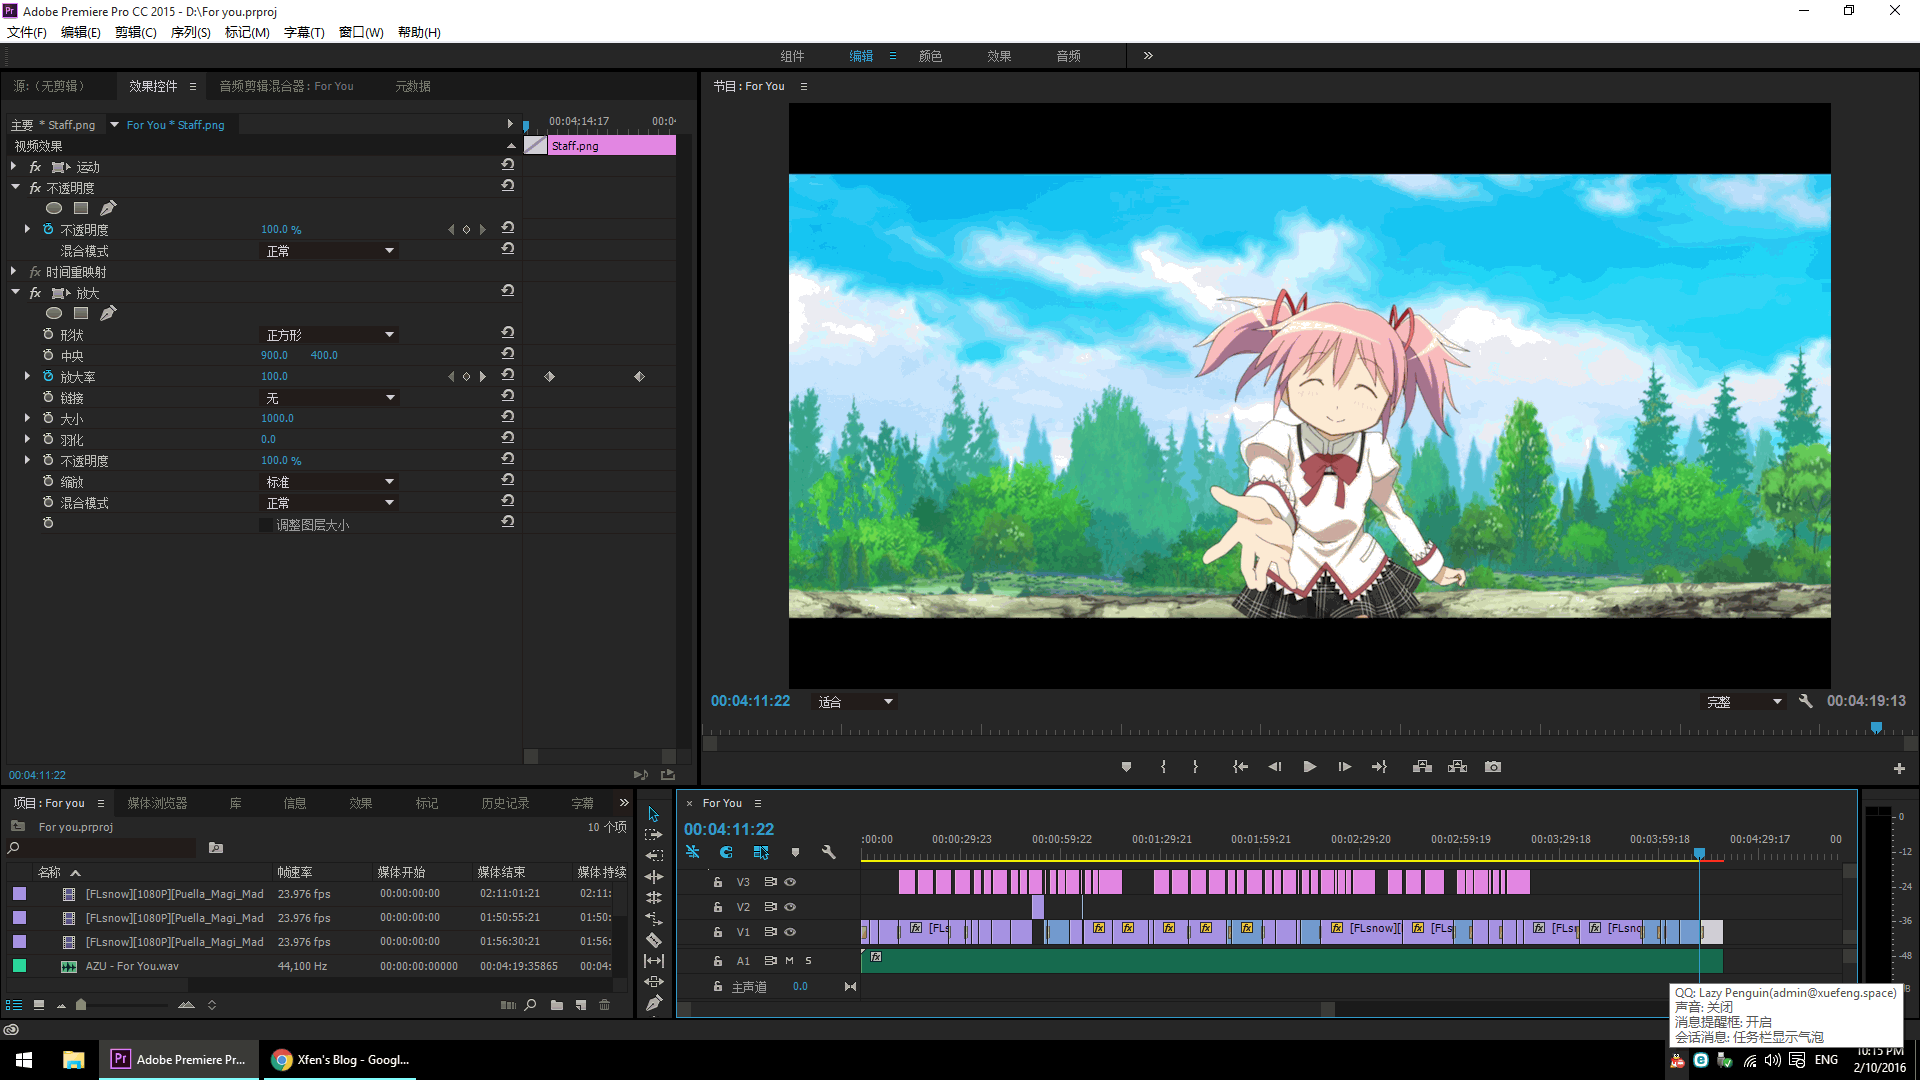 Adobe Premiere Pro CC 2015 - D:\For you.prproj
文件(F) 编辑(E) 剪辑(C) 序列(S) 标记(M) 字幕(T) 窗口(W) 帮助(H)
组件 编辑 颜色 效果 音频
源:（无剪辑） 效果控件 音频剪辑混合器: For You 元数据
节目: For You
主要 * Staff.png For You * Staff.png 00:04:14:17 00:04
视频效果 Staff.png
fx 运动
fx 不透明度
不透明度 100.0 %
混合模式 正常
fx 时间重映射
fx 放大
形状 正方形
中央 900.0 400.0
放大率 100.0
链接 无
大小 1000.0
羽化 0.0
不透明度 100.0 %
缩放 标准
混合模式 正常
调整图层大小
00:04:11:22 适合 完整 00:04:19:13
00:04:11:22
项目: For you 媒体浏览器 库 信息 效果 标记 历史记录 字幕
For you.prproj 10 个项
名称 帧速率 媒体开始 媒体结束 媒体持续
[FLsnow][1080P][Puella_Magi_Mad 23.976 fps 00:00:00:00 02:11:01:21 02:11:
[FLsnow][1080P][Puella_Magi_Mad 23.976 fps 00:00:00:00 01:50:55:21 01:50:
[FLsnow][1080P][Puella_Magi_Mad 23.976 fps 00:00:00:00 01:56:30:21 01:56:
AZU - For You.wav 44,100 Hz 00:00:00:00000 00:04:19:35865 00:04:
× For You
00:04:11:22
:00:00 00:00:29:23 00:00:59:22 00:01:29:21 00:01:59:21 00:02:29:20 00:02:59:19 00:03:29:18 00:03:59:18 00:04:29:17 00
V3
V2
V1 fx [FLs fx fx fx fx fx fx [FLsnow][ fx [FLs fx [FLsn fx [FLsn
A1 M S fx
主声道 0.0
0
-12
-24
-36
-48
B
QQ: Lazy Penguin(admin@xuefeng.space)
声音: 关闭
消息提醒框: 开启
会话消息: 任务栏显示气泡
Pr Adobe Premiere Pr... Xfen's Blog - Googl... ENG 10:15 PM
2/10/2016